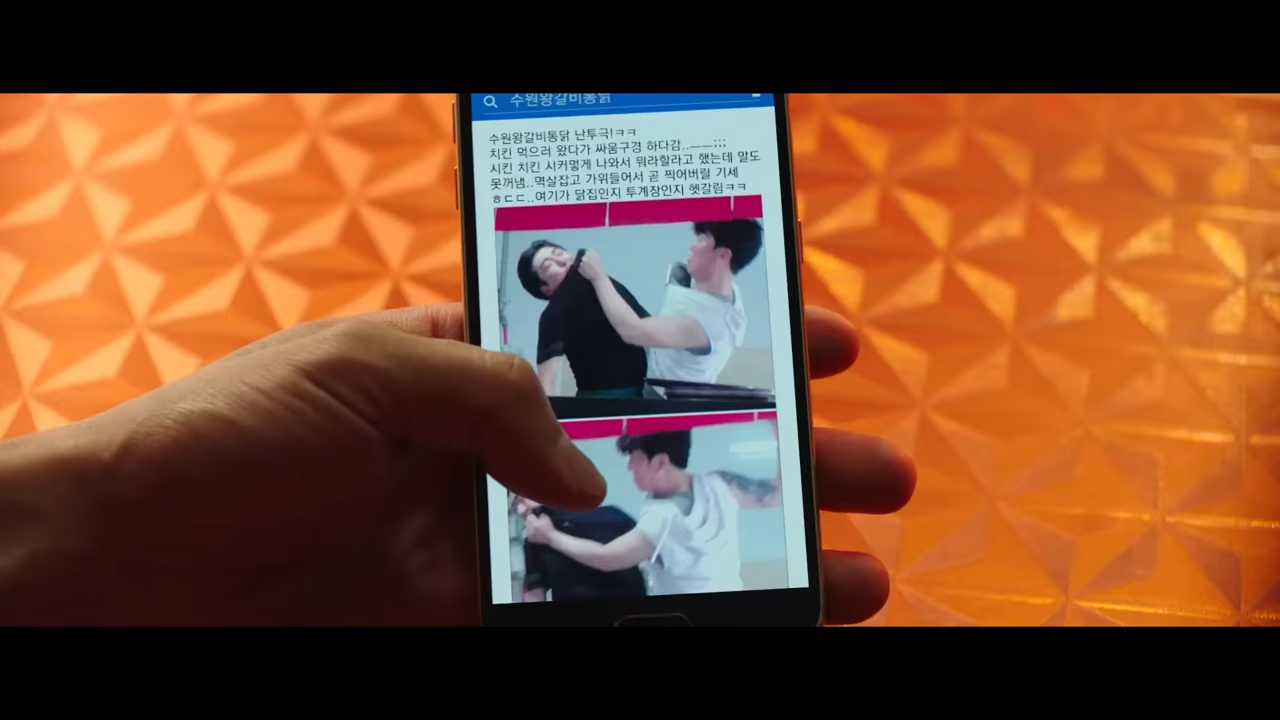 수원왕갈비통닭
수원왕갈비통닭 난투극!ㅋㅋ
치킨 먹으러 왔다가 싸움구경 하다감..ㅡㅡ;;;
시킨 치킨 시커멓게 나와서 뭐라할라고 했는데 말도
못꺼냄..멱살잡고 가위들어서 곧 찍어버릴 기세
ㅎㄷㄷ..여기가 닭집인지 투계장인지 헷갈림ㅋㅋ